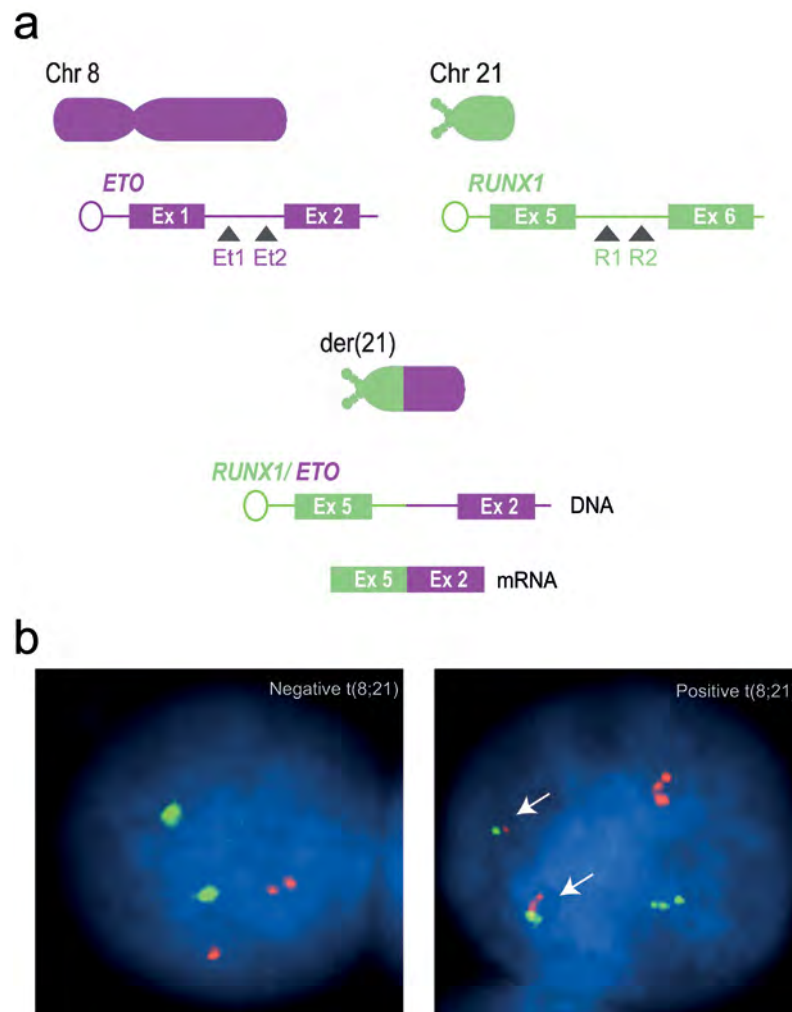 a
Chr 8
Chr 21
ETO
RUNX1
Ex 1
Ex 2
Ex 5
Ex 6
Et1 Et2
R1 R2
der(21)
RUNX1/ ETO
Ex 5
Ex 2
DNA
Ex 5 Ex 2 mRNA
b
Negative t(8;21)
Positive t(8;21